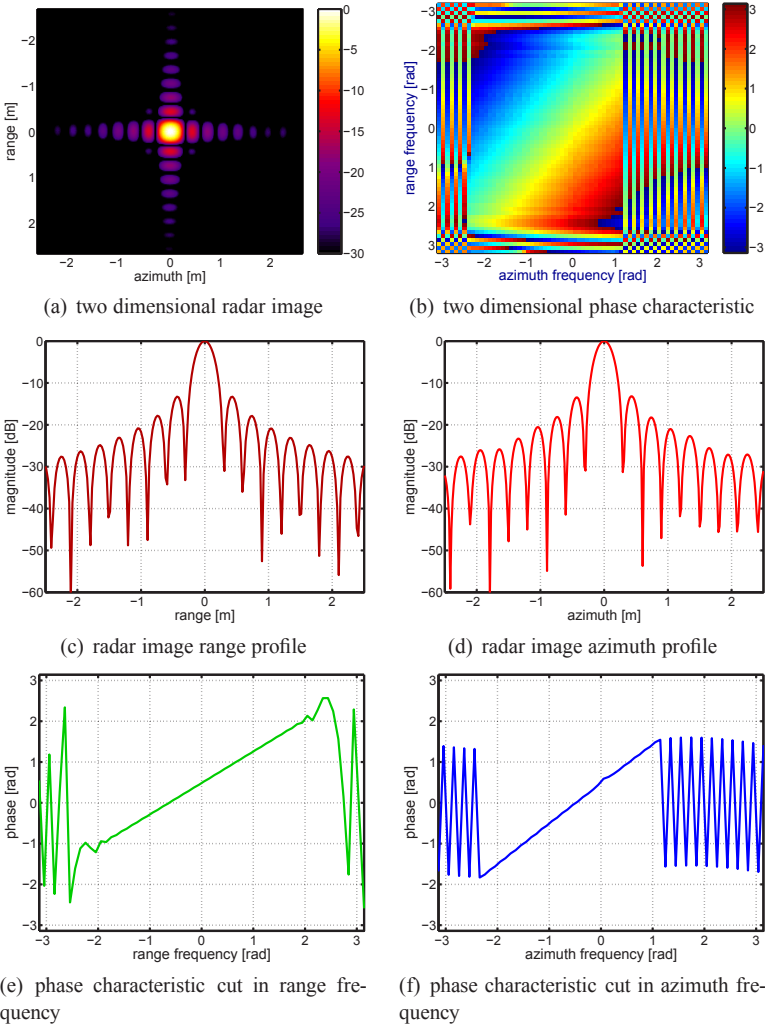 0
−5
−10
−15
−20
−25
−30
−2
−1
0
1
2
range [m]
−2 −1 0 1 2
azimuth [m]
(a) two dimensional radar image
−3
−2
−1
0
1
2
3
range frequency [rad]
−3 −2 −1 0 1 2 3
azimuth frequency [rad]
3
2
1
0
−1
−2
−3
(b) two dimensional phase characteristic
0
−10
−20
−30
−40
−50
−60
magnitude [dB]
−2 −1 0 1 2
range [m]
(c) radar image range profile
0
−10
−20
−30
−40
−50
−60
magnitude [dB]
−2 −1 0 1 2
azimuth [m]
(d) radar image azimuth profile
3
2
1
0
−1
−2
−3
phase [rad]
−3 −2 −1 0 1 2 3
range frequency [rad]
(e) phase characteristic cut in range fre-
quency
3
2
1
0
−1
−2
−3
phase [rad]
−3 −2 −1 0 1 2 3
azimuth frequency [rad]
(f) phase characteristic cut in azimuth fre-
quency